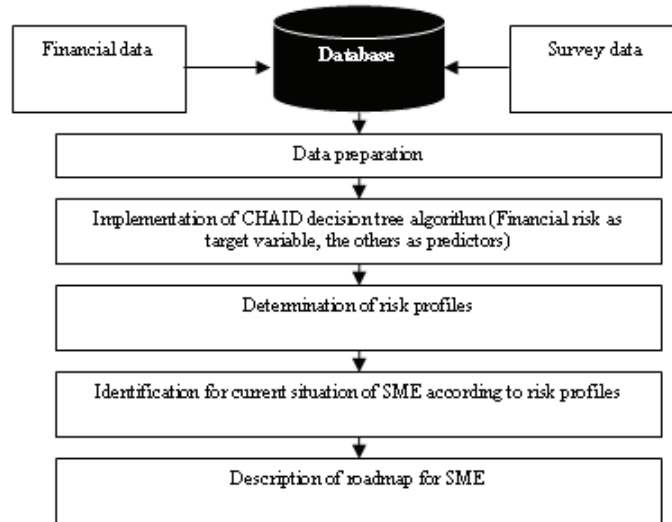 Financial data
Database
Survey data
Data preparation
Implementation of CHAID decision tree algorithm (Financial risk as
target variable, the others as predictors)
Determination of risk profiles
Identification for current situation of SME according to risk profiles
Description of roadmap for SME